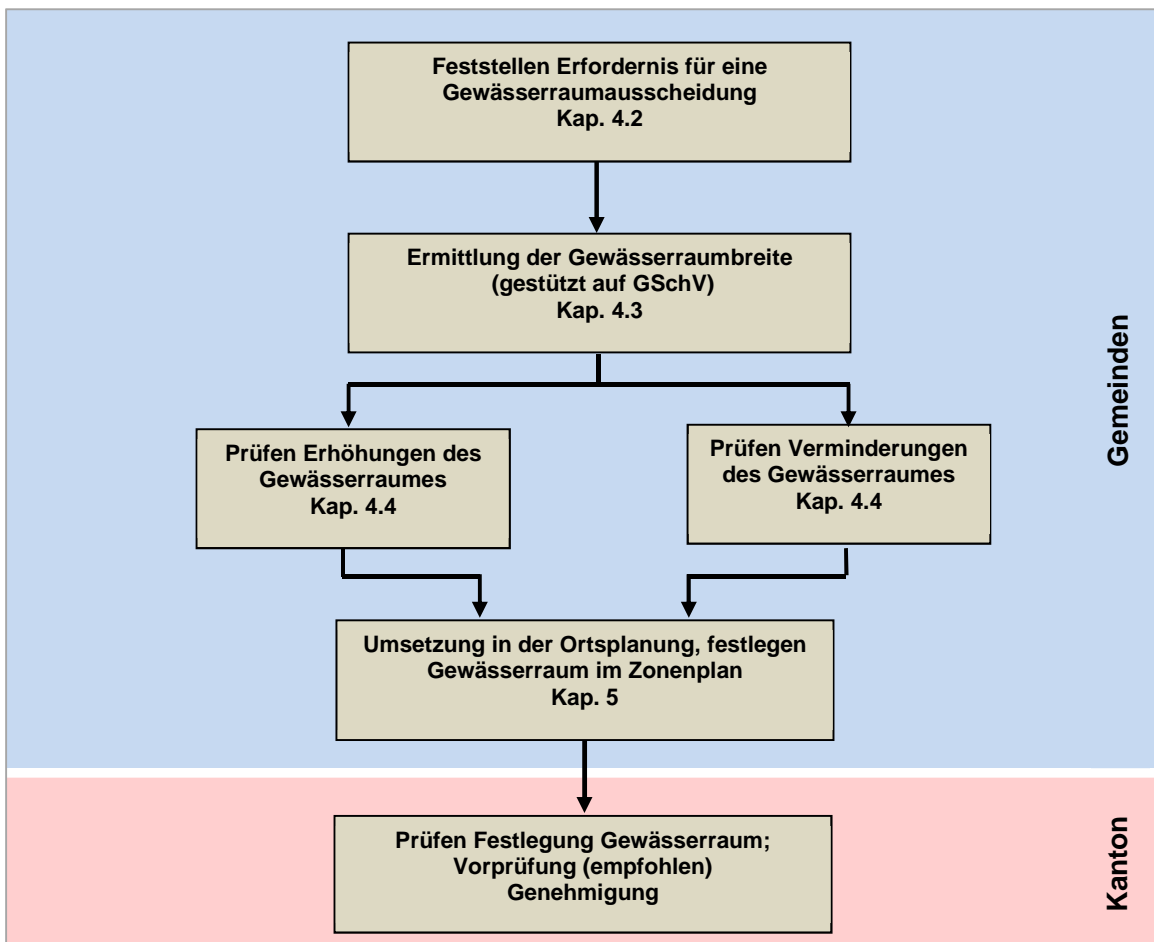 Feststellen Erfordernis für eine
Gewässerraumausscheidung
Kap. 4.2
Ermittlung der Gewässerraumbreite
(gestützt auf GSchV)
Kap. 4.3
Prüfen Erhöhungen des
Gewässerraumes
Kap. 4.4
Prüfen Verminderungen
des Gewässerraumes
Kap. 4.4
Umsetzung in der Ortsplanung, festlegen
Gewässerraum im Zonenplan
Kap. 5
Gemeinden
Prüfen Festlegung Gewässerraum;
Vorprüfung (empfohlen)
Genehmigung
Kanton